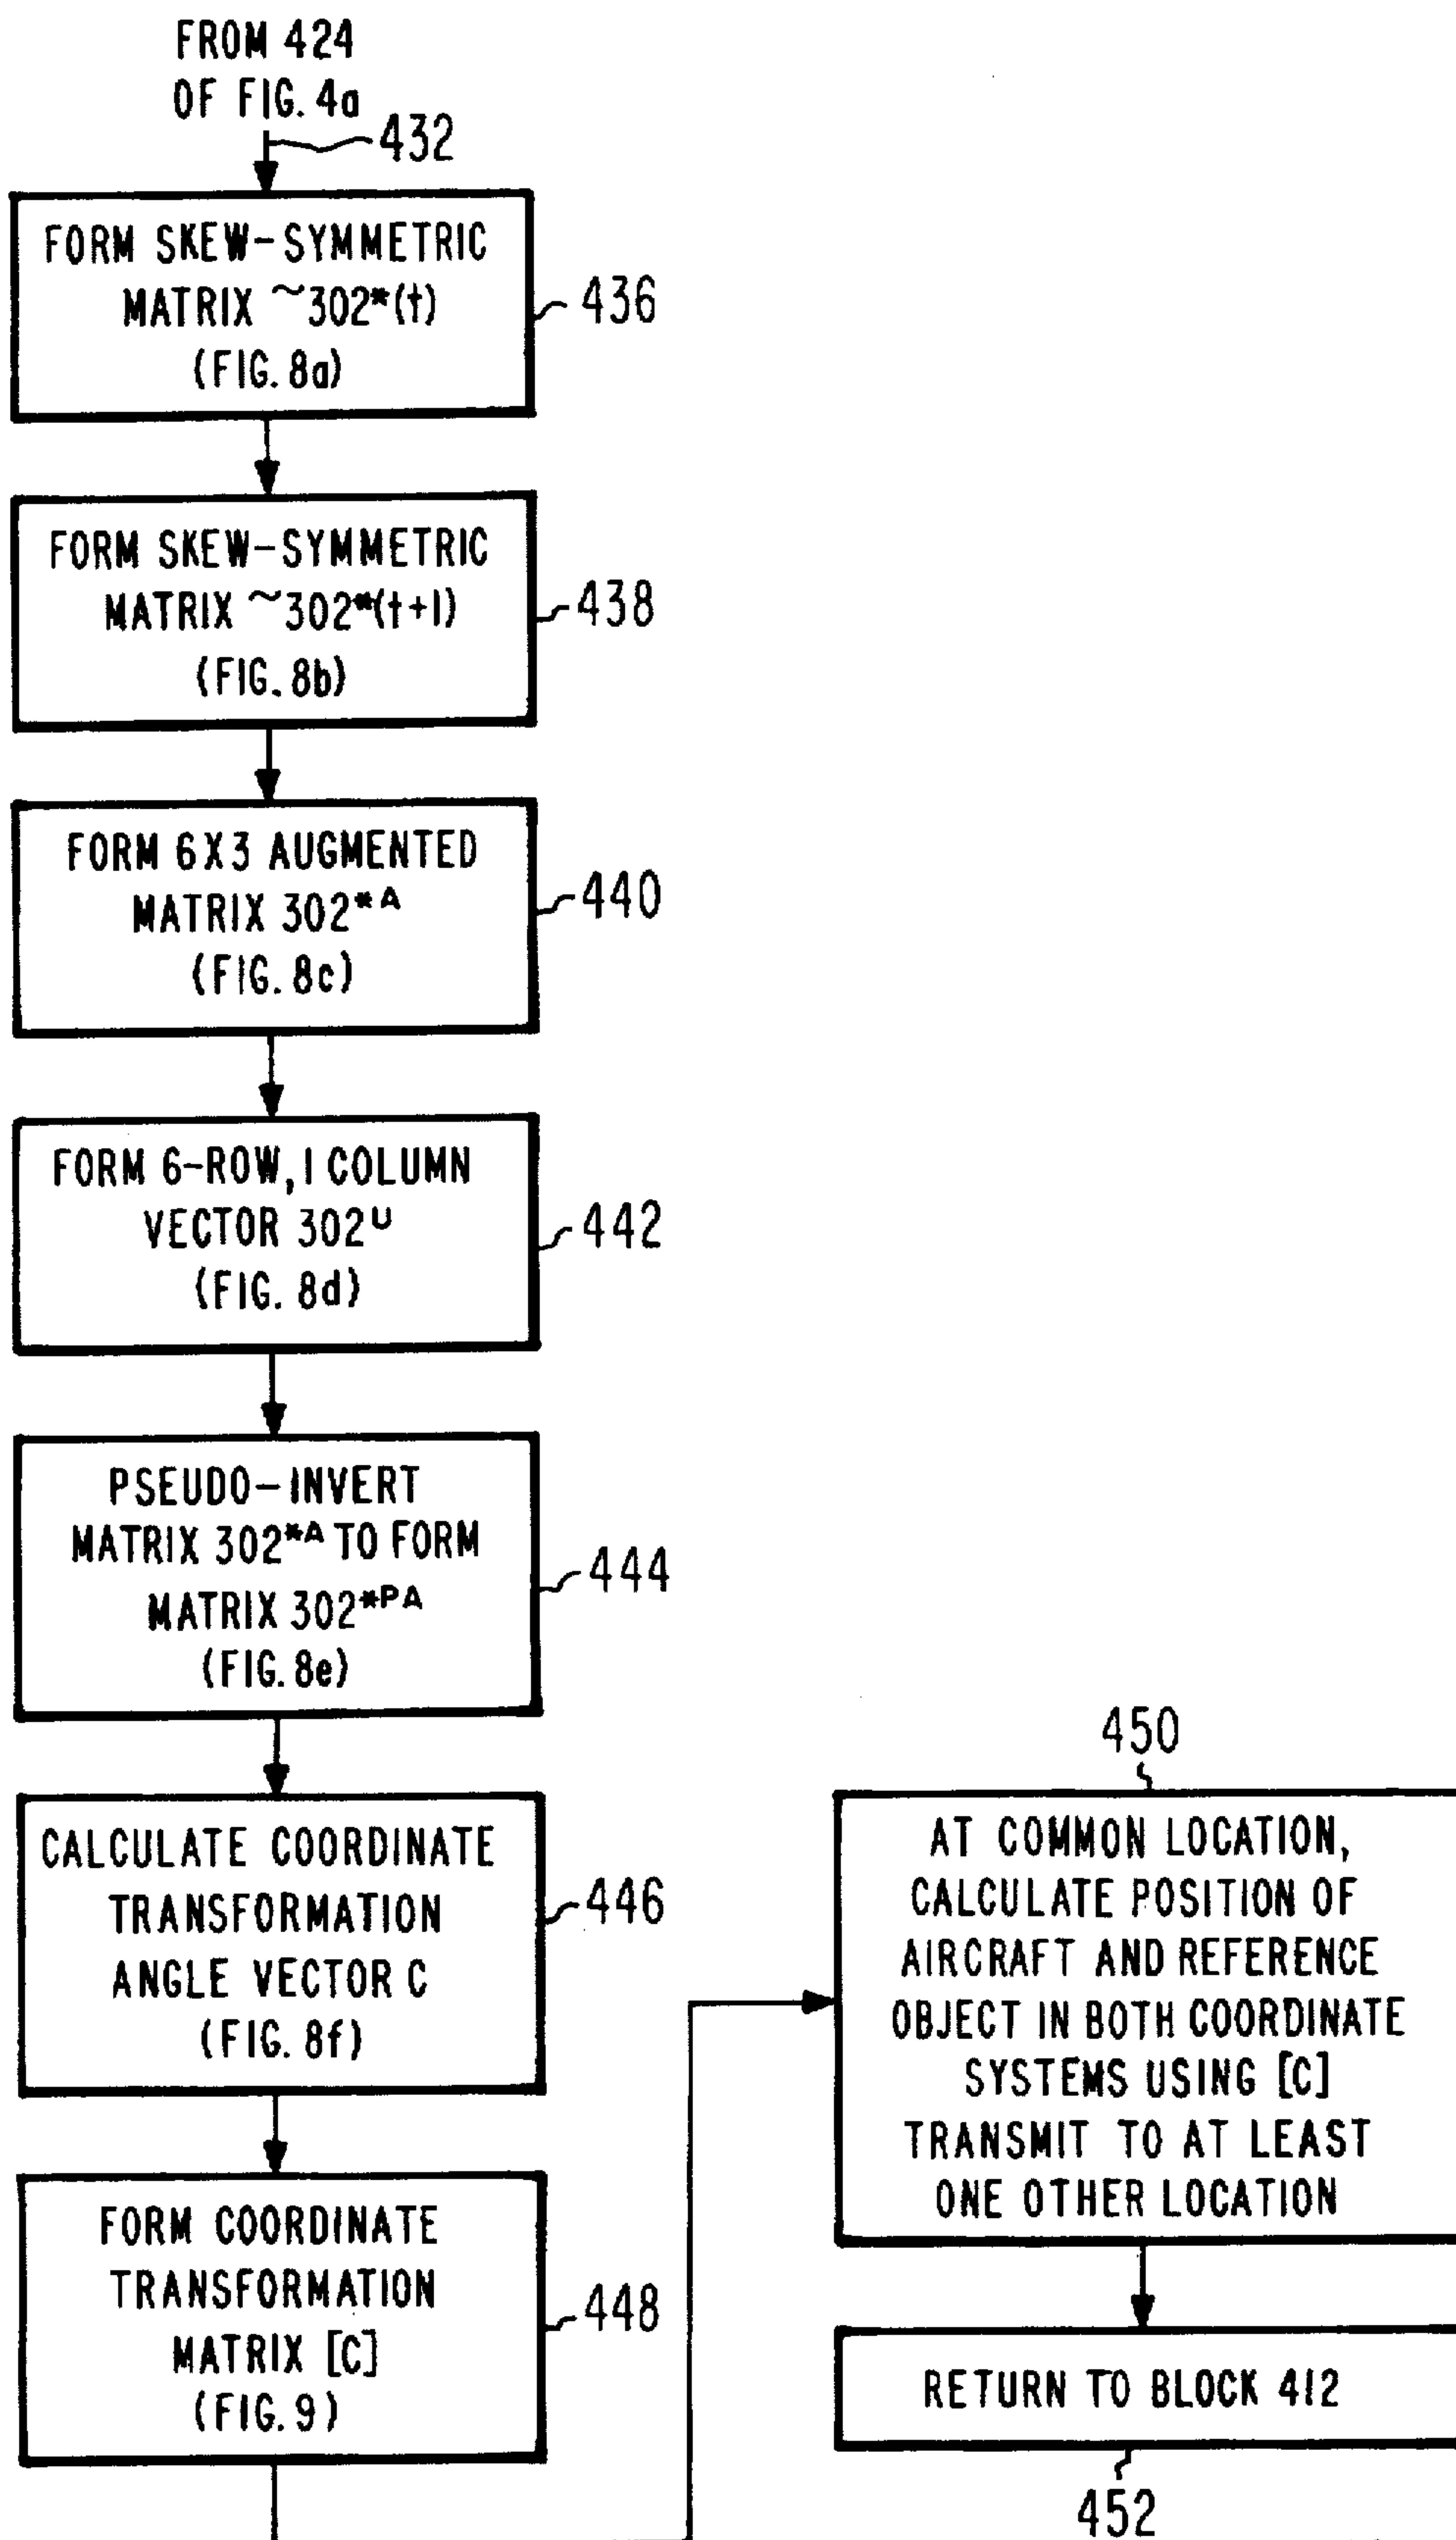 FROM 424
OF FIG. 4a
432
FORM SKEW-SYMMETRIC
MATRIX ~302*(t)
(FIG. 8a)
436
FORM SKEW-SYMMETRIC
MATRIX ~302*(t+1)
(FIG. 8b)
438
FORM 6X3 AUGMENTED
MATRIX 302*A
(FIG. 8c)
440
FORM 6-ROW, 1 COLUMN
VECTOR 302U
(FIG. 8d)
442
PSEUDO-INVERT
MATRIX 302*A TO FORM
MATRIX 302*PA
(FIG. 8e)
444
CALCULATE COORDINATE
TRANSFORMATION
ANGLE VECTOR C
(FIG. 8f)
446
FORM COORDINATE
TRANSFORMATION
MATRIX [C]
(FIG. 9)
448
450
AT COMMON LOCATION,
CALCULATE POSITION OF
AIRCRAFT AND REFERENCE
OBJECT IN BOTH COORDINATE
SYSTEMS USING [C]
TRANSMIT TO AT LEAST
ONE OTHER LOCATION
RETURN TO BLOCK 412
452